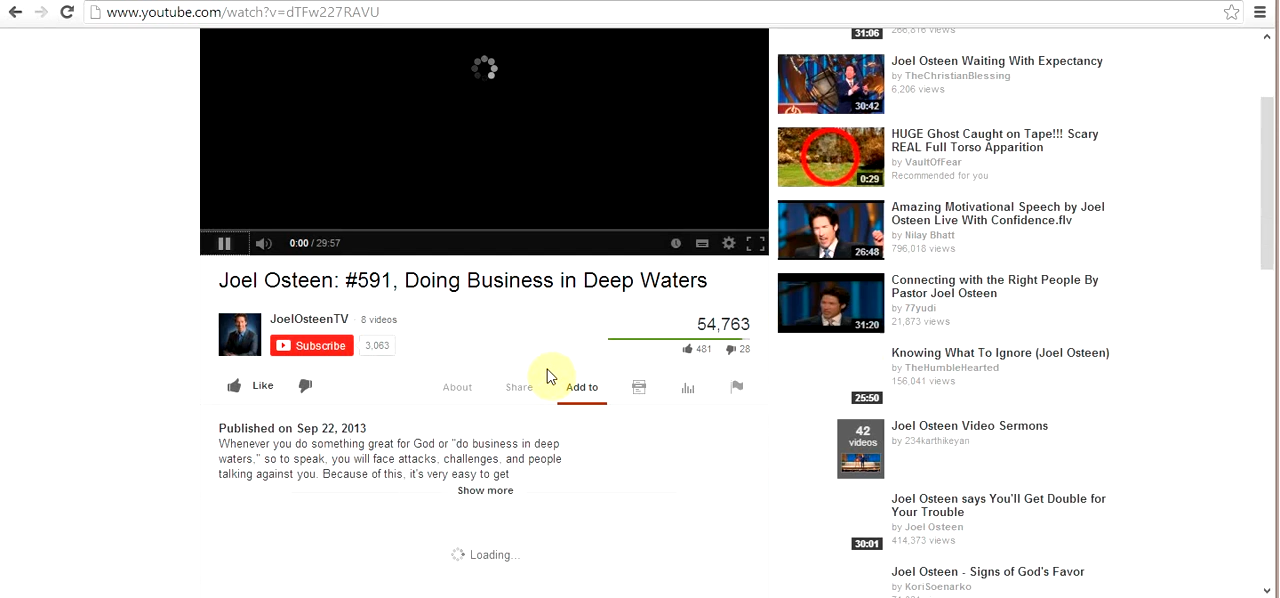 www.youtube.com/watch?v=dTFw227RAVU
0:00 / 29:57
Joel Osteen: #591, Doing Business in Deep Waters
JoelOsteenTV · 8 videos
Subscribe 3,063
54,763
481 28
Like
About Share Add to
Published on Sep 22, 2013
Whenever you do something great for God or "do business in deep
waters," so to speak, you will face attacks, challenges, and people
talking against you. Because of this, it's very easy to get
Show more
Loading...
31:06
266,816 views
Joel Osteen Waiting With Expectancy
by TheChristianBlessing
6,206 views
30:42
HUGE Ghost Caught on Tape!!! Scary
REAL Full Torso Apparition
by VaultOfFear
Recommended for you
0:29
Amazing Motivational Speech by Joel
Osteen Live With Confidence.flv
by Nilay Bhatt
796,018 views
26:48
Connecting with the Right People By
Pastor Joel Osteen
by 77yudi
21,873 views
31:20
Knowing What To Ignore (Joel Osteen)
by TheHumbleHearted
156,041 views
25:50
42
videos
Joel Osteen Video Sermons
by 234karthikeyan
Joel Osteen says You'll Get Double for
Your Trouble
by Joel Osteen
414,373 views
30:01
Joel Osteen - Signs of God's Favor
by KoriSoenarko